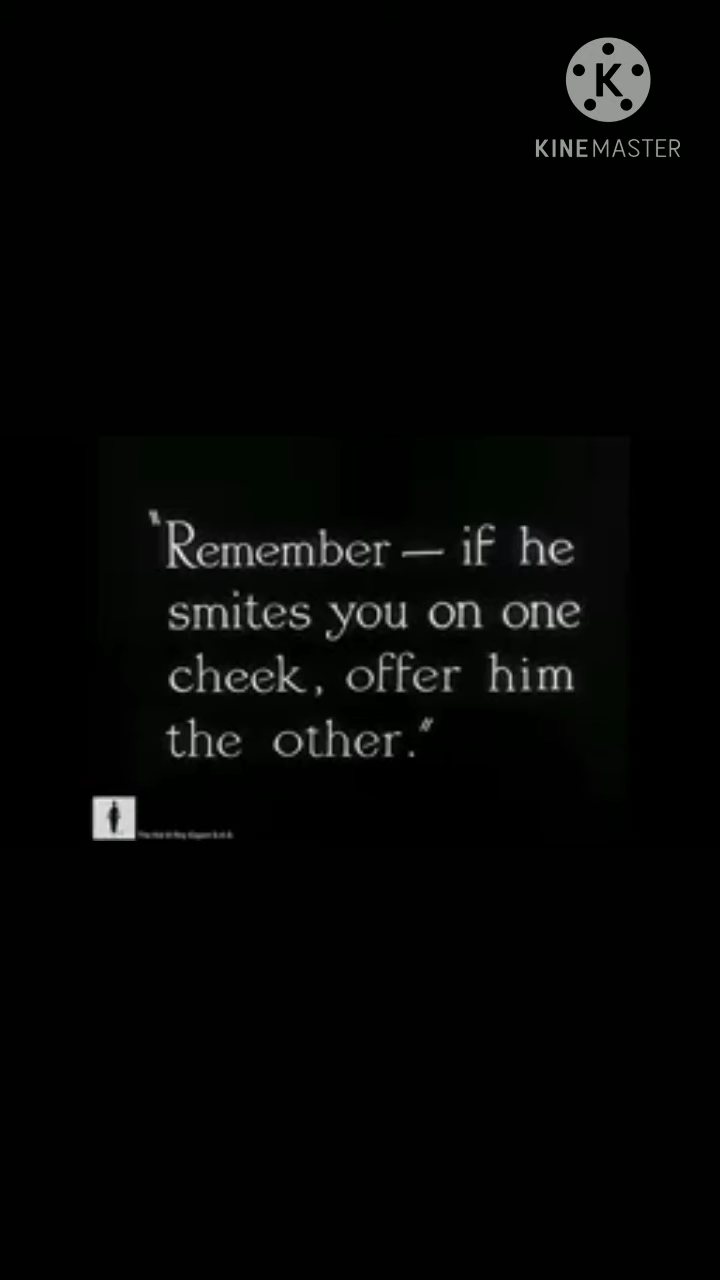 K
KINEMASTER
"Remember — if he
smites you on one
cheek, offer him
the other."